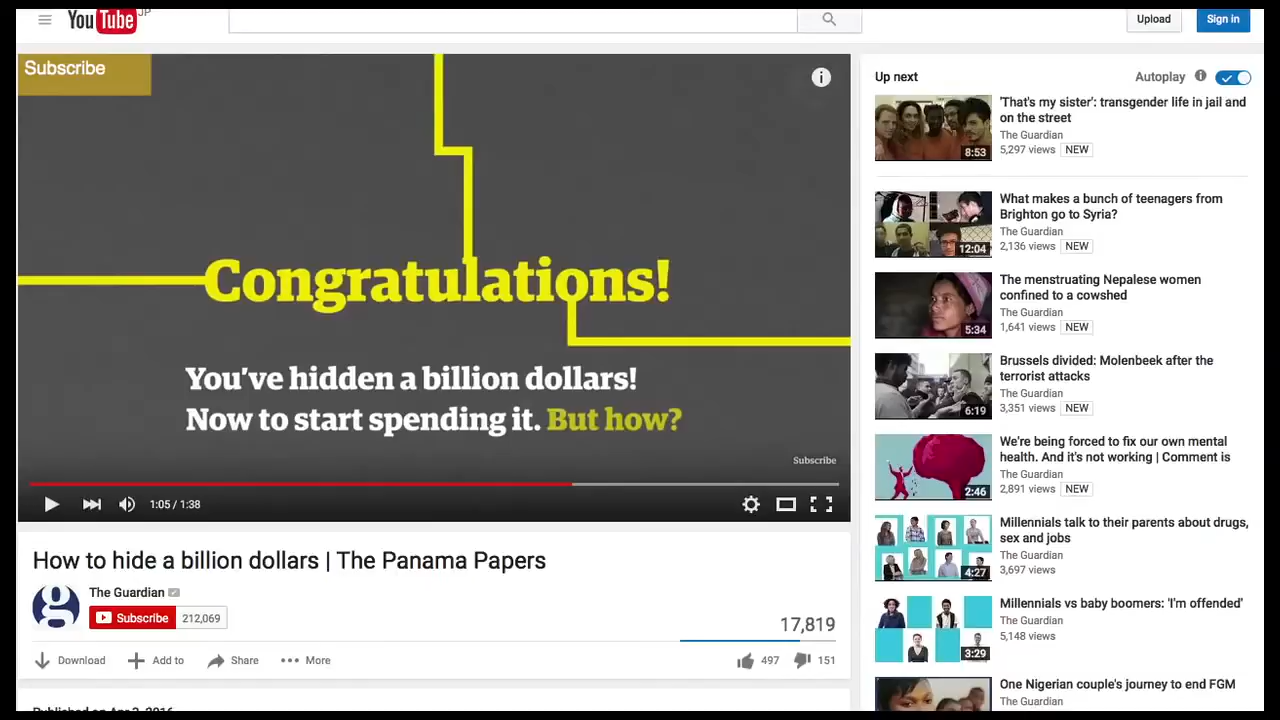 YouTube JP
Upload
Sign in
Subscribe
i
Congratulations!
You've hidden a billion dollars!
Now to start spending it. But how?
Subscribe
1:05 / 1:38
How to hide a billion dollars | The Panama Papers
The Guardian
Subscribe 212,069
17,819
Download
Add to
Share
More
497
151
Published on Apr 3, 2016
Up next
Autoplay
'That's my sister': transgender life in jail and
on the street
The Guardian
5,297 views NEW
8:53
What makes a bunch of teenagers from
Brighton go to Syria?
The Guardian
2,136 views NEW
12:04
The menstruating Nepalese women
confined to a cowshed
The Guardian
1,641 views NEW
5:34
Brussels divided: Molenbeek after the
terrorist attacks
The Guardian
3,351 views NEW
6:19
We're being forced to fix our own mental
health. And it's not working | Comment is
The Guardian
2,891 views NEW
2:46
Millennials talk to their parents about drugs,
sex and jobs
The Guardian
3,697 views
4:27
Millennials vs baby boomers: 'I'm offended'
The Guardian
5,148 views
3:29
One Nigerian couple's journey to end FGM
The Guardian